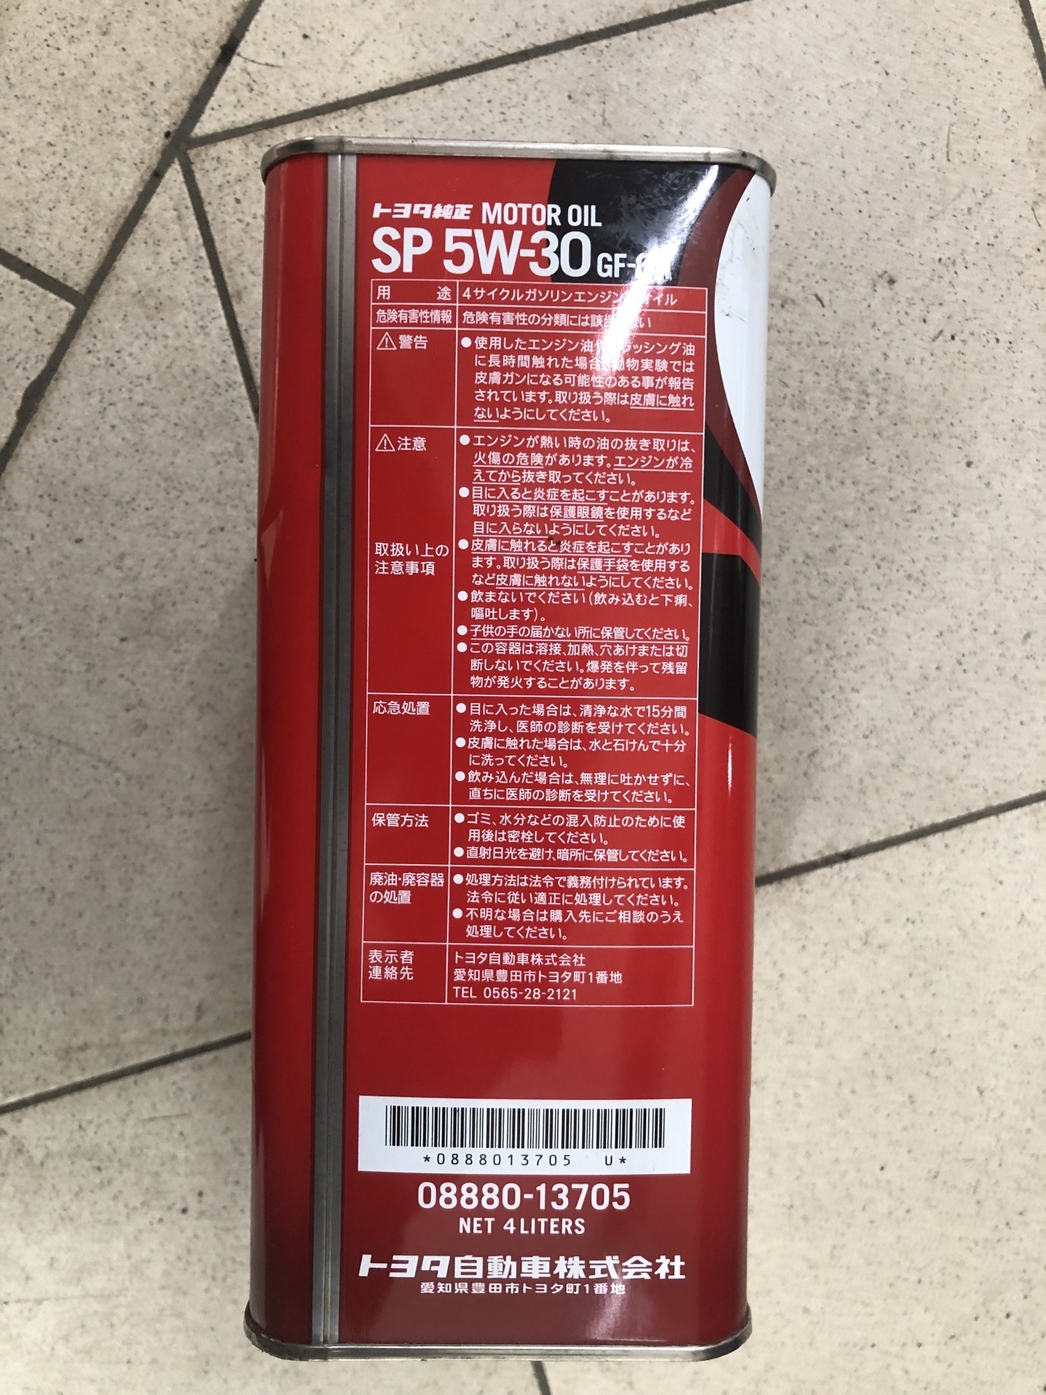 トヨタ純正 MOTOR OIL
SP 5W-30 GF-
用途 4サイクルガソリンエンジン イル
危険有害性情報 危険有害性の分類には該 い
⚠警告
●使用したエンジン油 ラッシング油
に長時間触れた場合 動物実験では
皮膚ガンになる可能性のある事が報告
されています。取り扱う際は皮膚に触れ
ないようにしてください。
⚠注意
取扱い上の
注意事項
●エンジンが熱い時の油の抜き取りは、
火傷の危険があります。エンジンが冷
えてから抜き取ってください。
●目に入ると炎症を起こすことがあります。
取り扱う際は保護眼鏡を使用するなど
目に入らないようにしてください。
●皮膚に触れると炎症を起こすことがあり
ます。取り扱う際は保護手袋を使用する
など皮膚に触れないようにしてください。
●飲まないでください(飲み込むと下痢、
嘔吐します)。
●子供の手の届かない所に保管してください。
●この容器は溶接、加熱、穴あけまたは切
断しないでください。爆発を伴って残留
物が発火することがあります。
応急処置
●目に入った場合は、清浄な水で15分間
洗浄し、医師の診断を受けてください。
●皮膚に触れた場合は、水と石けんで十分
に洗ってください。
●飲み込んだ場合は、無理に吐かせずに、
直ちに医師の診断を受けてください。
保管方法
●ゴミ、水分などの混入防止のために使
用後は密栓してください。
●直射日光を避け、暗所に保管してください。
廃油・廃容器
の処置
●処理方法は法令で義務付けられています。
法令に従い適正に処理してください。
●不明な場合は購入先にご相談のうえ
処理してください。
表示者
連絡先
トヨタ自動車株式会社
愛知県豊田市トヨタ町1番地
TEL 0565-28-2121
*0888013705 U*
08880-13705
NET 4 LITERS
トヨタ自動車株式会社
愛知県豊田市トヨタ町1番地